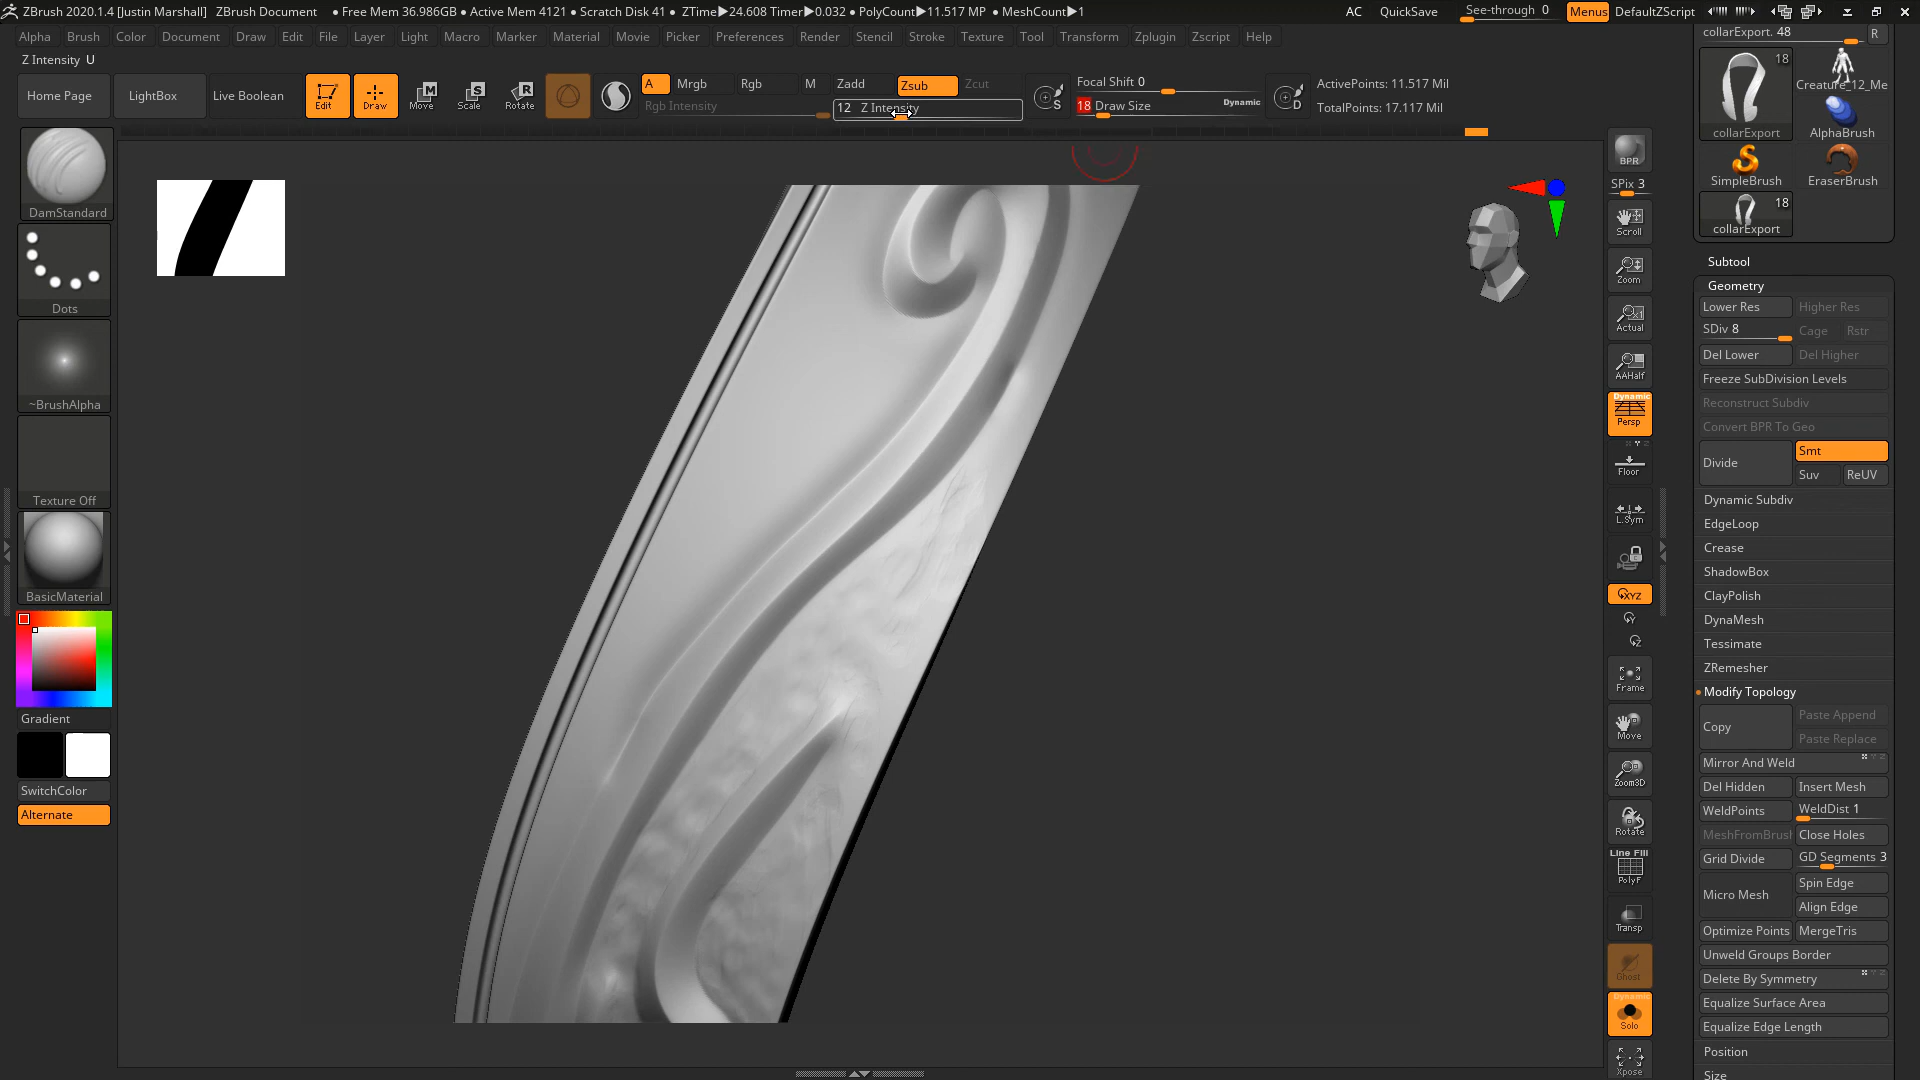 ZBrush 2020.1.4 [Justin Marshall] ZBrush Document ● Free Mem 36.986GB ● Active Mem 4121 ● Scratch Disk 41 ● ZTime▶24.608 Timer▶0.032 ● PolyCount▶11.517 MP ● MeshCount▶1 AC QuickSave See-through 0 Menus DefaultZScript
Alpha Brush Color Document Draw Edit File Layer Light Macro Marker Material Movie Picker Preferences Render Stencil Stroke Texture Tool Transform Zplugin Zscript Help
Z Intensity U
Home Page LightBox Live Boolean Edit Draw Move Scale Rotate
A Mrgb Rgb M Zadd Zsub Zcut
Rgb Intensity 12 Z Intensity
S Focal Shift 0
18 Draw Size Dynamic
D ActivePoints: 11.517 Mil
TotalPoints: 17.117 Mil
DamStandard
Dots
~BrushAlpha
Texture Off
BasicMaterial
Gradient
SwitchColor
Alternate
BPR
SPix 3
Scroll
Zoom
Actual
AAHalf
Dynamic
Persp
Floor
L.Sym
XYZ
Y
Z
Frame
Move
Zoom3D
Rotate
Line Fill
PolyF
Transp
Ghost
Dynamic
Solo
Xpose
collarExport. 48 R
18
collarExport
Creature_12_Me
AlphaBrush
SimpleBrush
EraserBrush
18
collarExport
Subtool
Geometry
Lower Res Higher Res
SDiv 8 Cage Rstr
Del Lower Del Higher
Freeze SubDivision Levels
Reconstruct Subdiv
Convert BPR To Geo
Divide Smt
Suv ReUV
Dynamic Subdiv
EdgeLoop
Crease
ShadowBox
ClayPolish
DynaMesh
Tessimate
ZRemesher
Modify Topology
Copy Paste Append
Paste Replace
Mirror And Weld
Del Hidden Insert Mesh
WeldPoints WeldDist 1
MeshFromBrus Close Holes
Grid Divide GD Segments 3
Micro Mesh Spin Edge
Align Edge
Optimize Points MergeTris
Unweld Groups Border
Delete By Symmetry
Equalize Surface Area
Equalize Edge Length
Position
Size